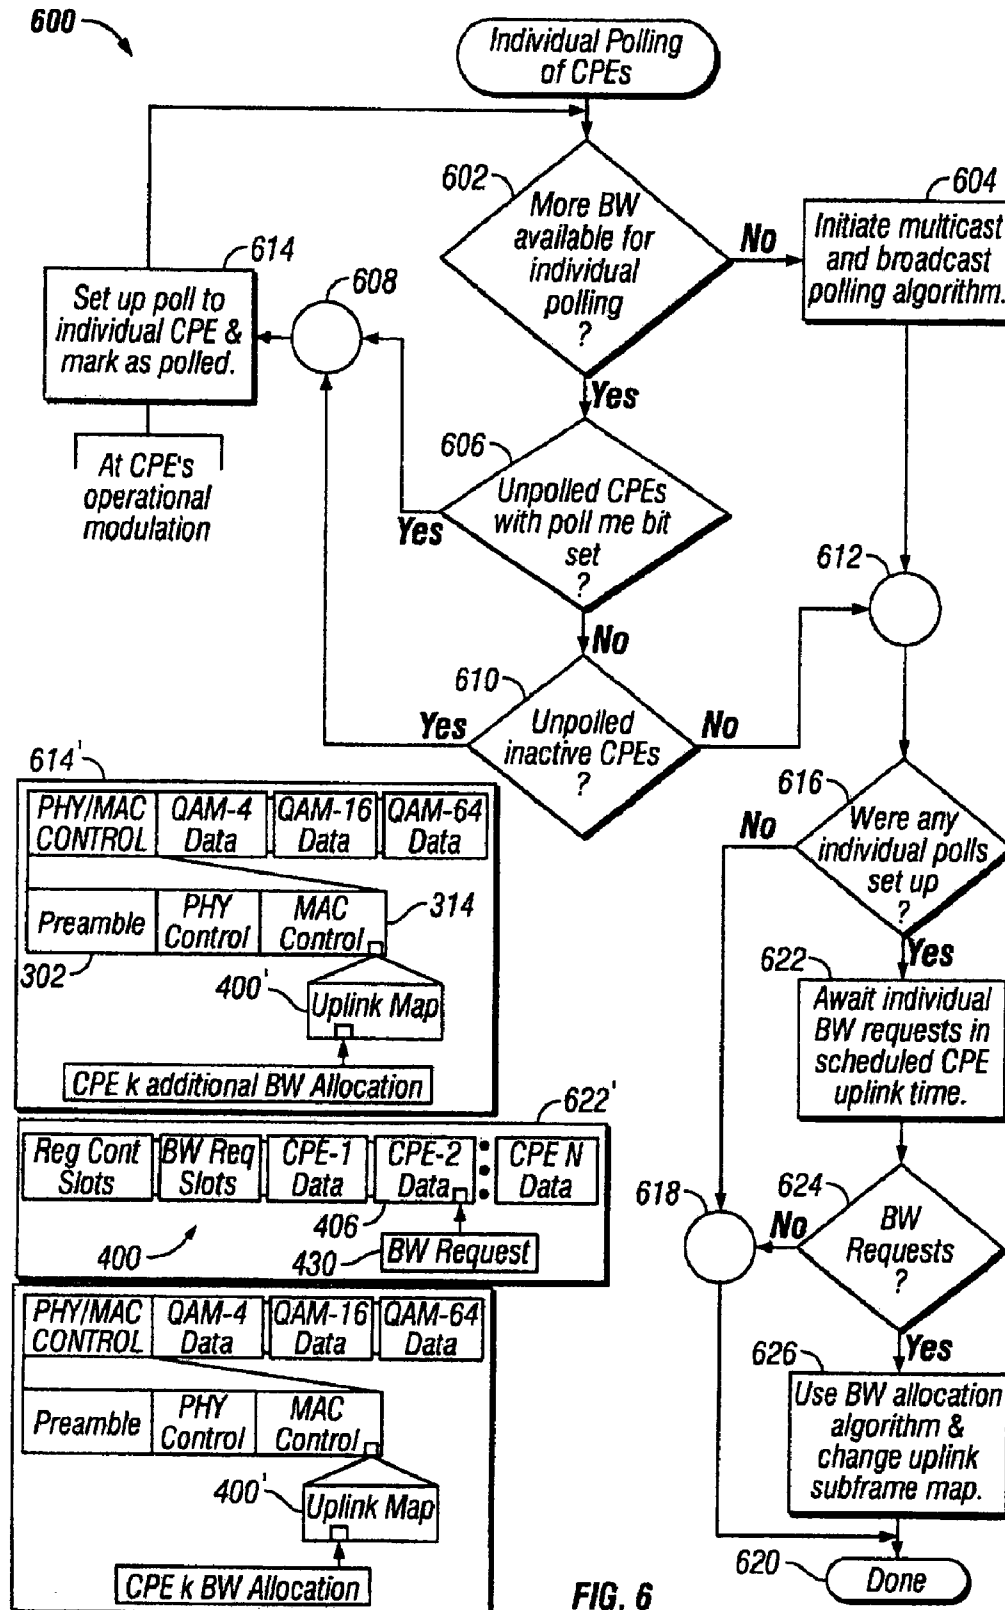 600
Individual Polling
of CPEs
602
More BW
available for
individual
polling
?
No
Yes
604
Initiate multicast
and broadcast
polling algorithm.
614
Set up poll to
individual CPE &
mark as polled.
608
At CPE's
operational
modulation
606
Unpolled CPEs
with poll me bit
set
?
Yes
No
612
610
Unpolled
inactive CPEs
?
Yes
No
616
Were any
individual polls
set up
?
No
Yes
622
Await individual
BW requests in
scheduled CPE
uplink time.
618
624
BW
Requests
?
No
Yes
626
Use BW allocation
algorithm &
change uplink
subframe map.
620
Done
614'
PHY/MAC
CONTROL
QAM-4
Data
QAM-16
Data
QAM-64
Data
Preamble
PHY
Control
MAC
Control
314
302
400'
Uplink Map
CPE k additional BW Allocation
622'
Reg Cont
Slots
BW Req
Slots
CPE-1
Data
CPE-2
Data
CPE N
Data
406
400
430
BW Request
PHY/MAC
CONTROL
QAM-4
Data
QAM-16
Data
QAM-64
Data
Preamble
PHY
Control
MAC
Control
400'
Uplink Map
CPE k BW Allocation
FIG. 6